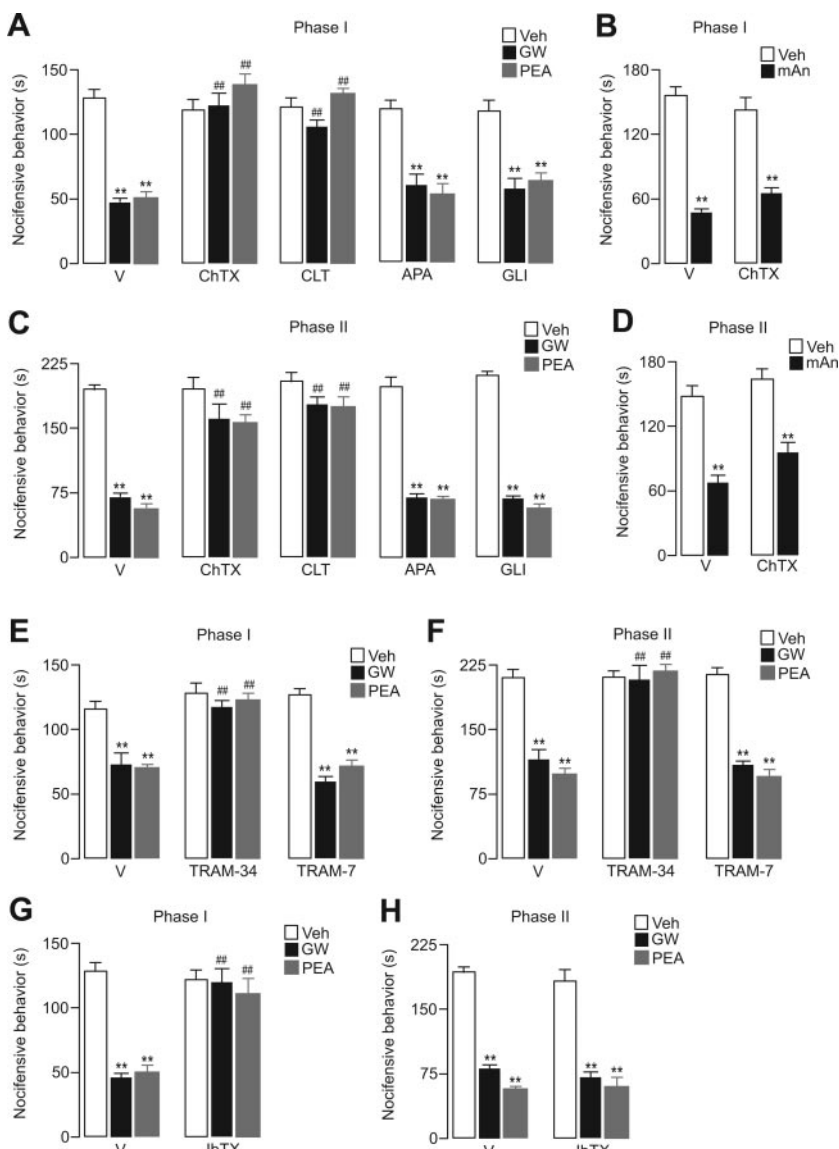 A
Phase I
Veh
GW
PEA
Nocifensive behavior (s)
150
100
50
0
## ## ## ##
** ** ** ** ** **
V ChTX CLT APA GLI
B
Phase I
Veh
mAn
Nocifensive behavior (s)
180
120
60
0
** **
V ChTX
C
Phase II
Veh
GW
PEA
Nocifensive behavior (s)
225
150
75
0
## ## ## ##
** ** ** ** ** **
V ChTX CLT APA GLI
D
Phase II
Veh
mAn
Nocifensive behavior (s)
180
120
60
0
** **
V ChTX
E
Phase I
Veh
GW
PEA
Nocifensive behavior (s)
150
100
50
0
## ##
** ** ** **
V TRAM-34 TRAM-7
F
Phase II
Veh
GW
PEA
Nocifensive behavior (s)
225
150
75
0
## ##
** ** ** **
V TRAM-34 TRAM-7
G
Phase I
Veh
GW
PEA
Nocifensive behavior (s)
150
100
50
0
## ##
** **
V IbTX
H
Phase II
Veh
GW
PEA
Nocifensive behavior (s)
225
150
75
0
** ** ** **
V IbTX